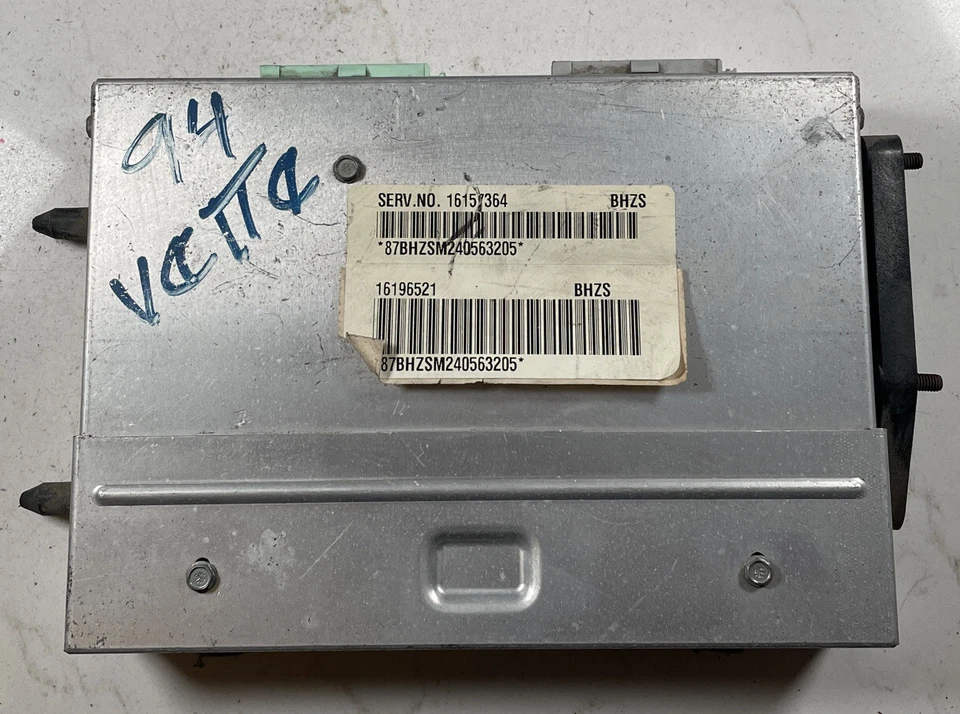 94
VETTE
SERV.NO. 16157364 BHZS
*87BHZSM240563205*
16196521 BHZS
87BHZSM240563205*